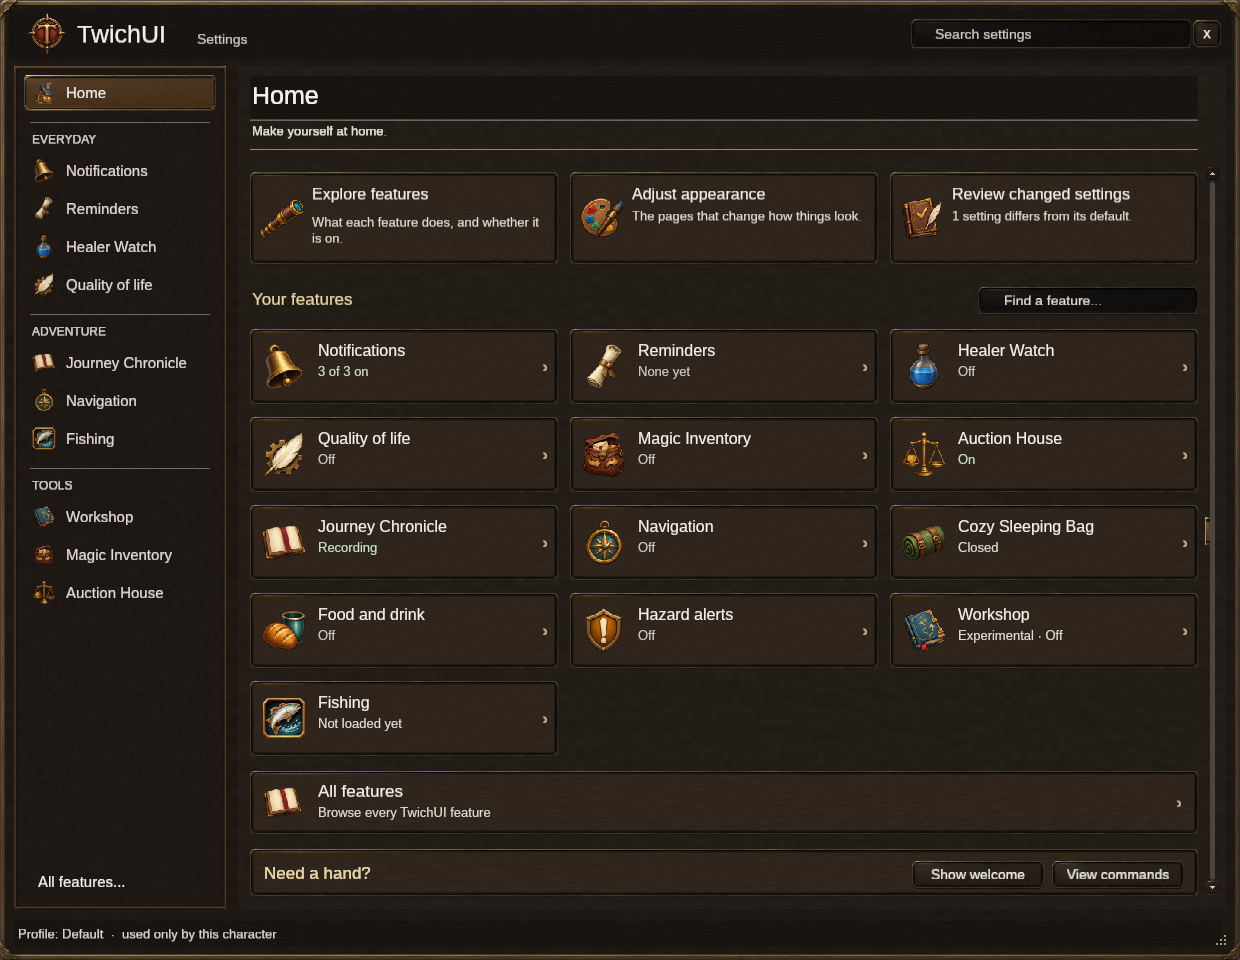 TwichUI
Settings
Search settings
X
Home
EVERYDAY
Notifications
Reminders
Healer Watch
Quality of life
ADVENTURE
Journey Chronicle
Navigation
Fishing
TOOLS
Workshop
Magic Inventory
Auction House
All features...
Home
Make yourself at home.
Explore features
What each feature does, and whether it
is on.
Adjust appearance
The pages that change how things look.
Review changed settings
1 setting differs from its default.
Your features
Find a feature...
Notifications
3 of 3 on
Reminders
None yet
Healer Watch
Off
Quality of life
Off
Magic Inventory
Off
Auction House
On
Journey Chronicle
Recording
Navigation
Off
Cozy Sleeping Bag
Closed
Food and drink
Off
Hazard alerts
Off
Workshop
Experimental · Off
Fishing
Not loaded yet
All features
Browse every TwichUI feature
Need a hand?
Show welcome
View commands
Profile: Default · used only by this character